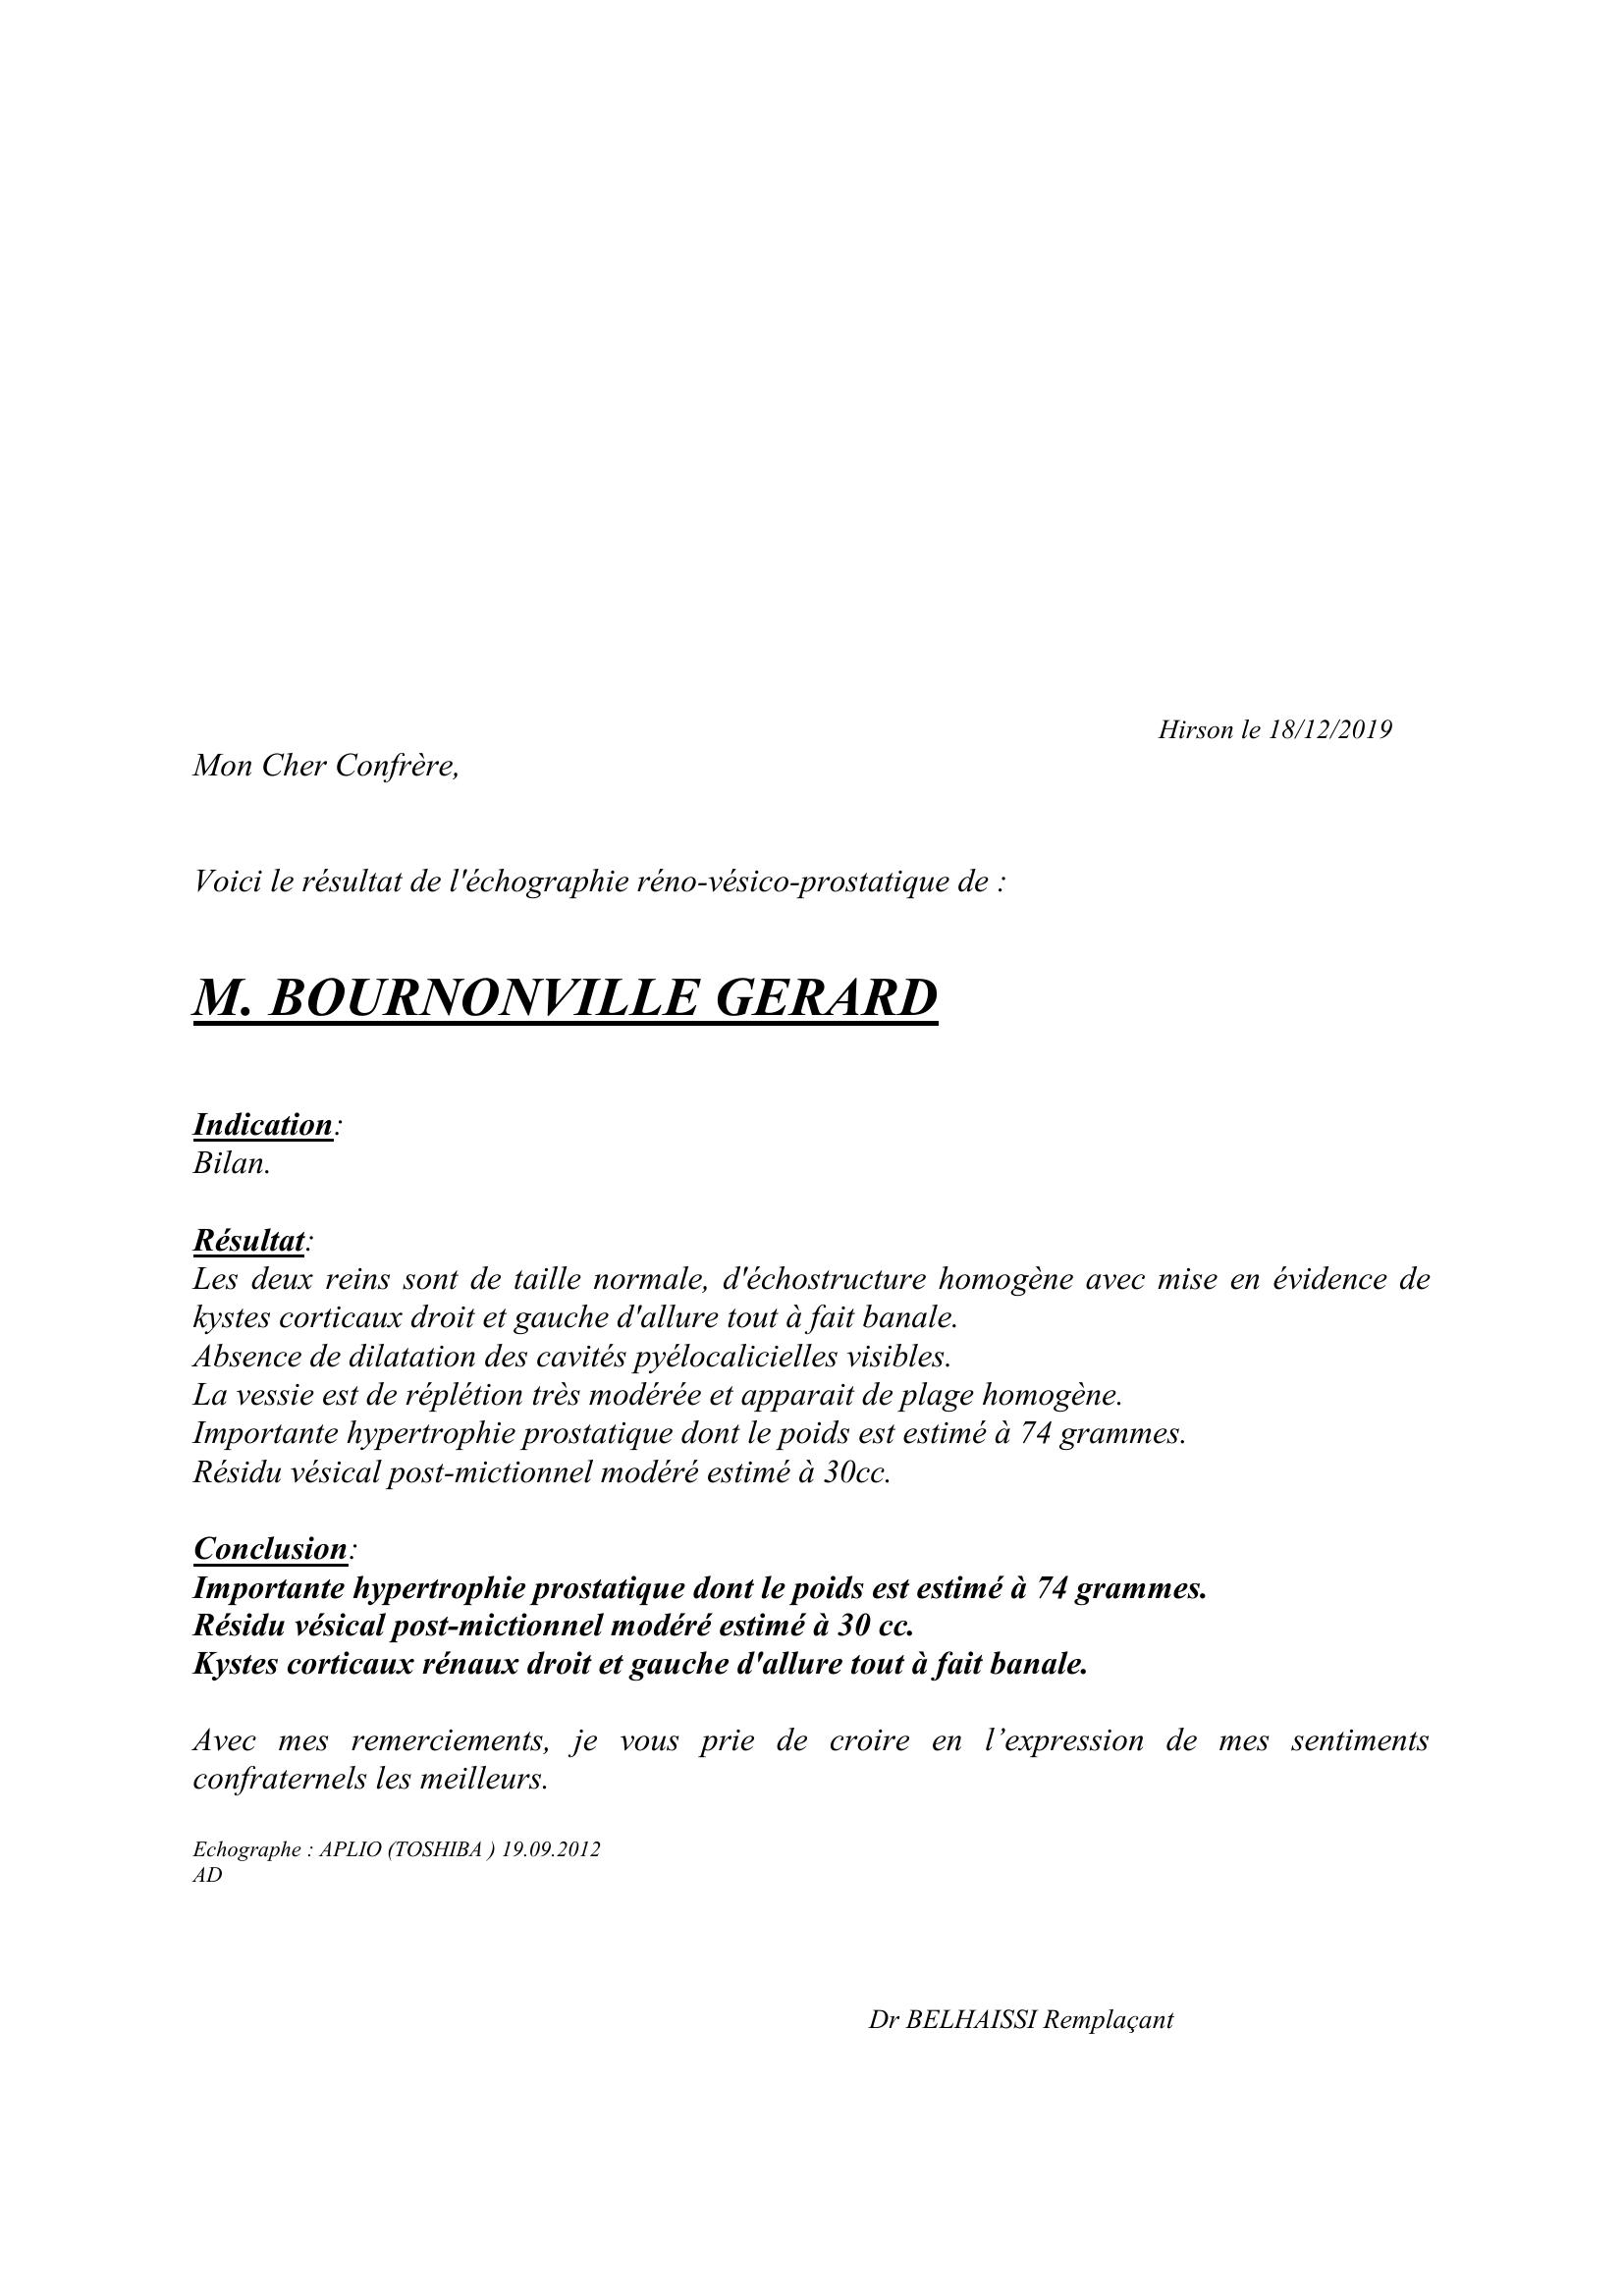 Hirson le 18/12/2019
Mon Cher Confrère,
Voici le résultat de l'échographie réno-vésico-prostatique de :
M. BOURNONVILLE GERARD
Indication:
Bilan.
Résultat:
Les deux reins sont de taille normale, d'échostructure homogène avec mise en évidence de
kystes corticaux droit et gauche d'allure tout à fait banale.
Absence de dilatation des cavités pyélocalicielles visibles.
La vessie est de réplétion très modérée et apparait de plage homogène.
Importante hypertrophie prostatique dont le poids est estimé à 74 grammes.
Résidu vésical post-mictionnel modéré estimé à 30cc.
Conclusion:
Importante hypertrophie prostatique dont le poids est estimé à 74 grammes.
Résidu vésical post-mictionnel modéré estimé à 30 cc.
Kystes corticaux rénaux droit et gauche d'allure tout à fait banale.
Avec mes remerciements, je vous prie de croire en l’expression de mes sentiments
confraternels les meilleurs.
Echographe : APLIO (TOSHIBA ) 19.09.2012
AD
Dr BELHAISSI Remplaçant